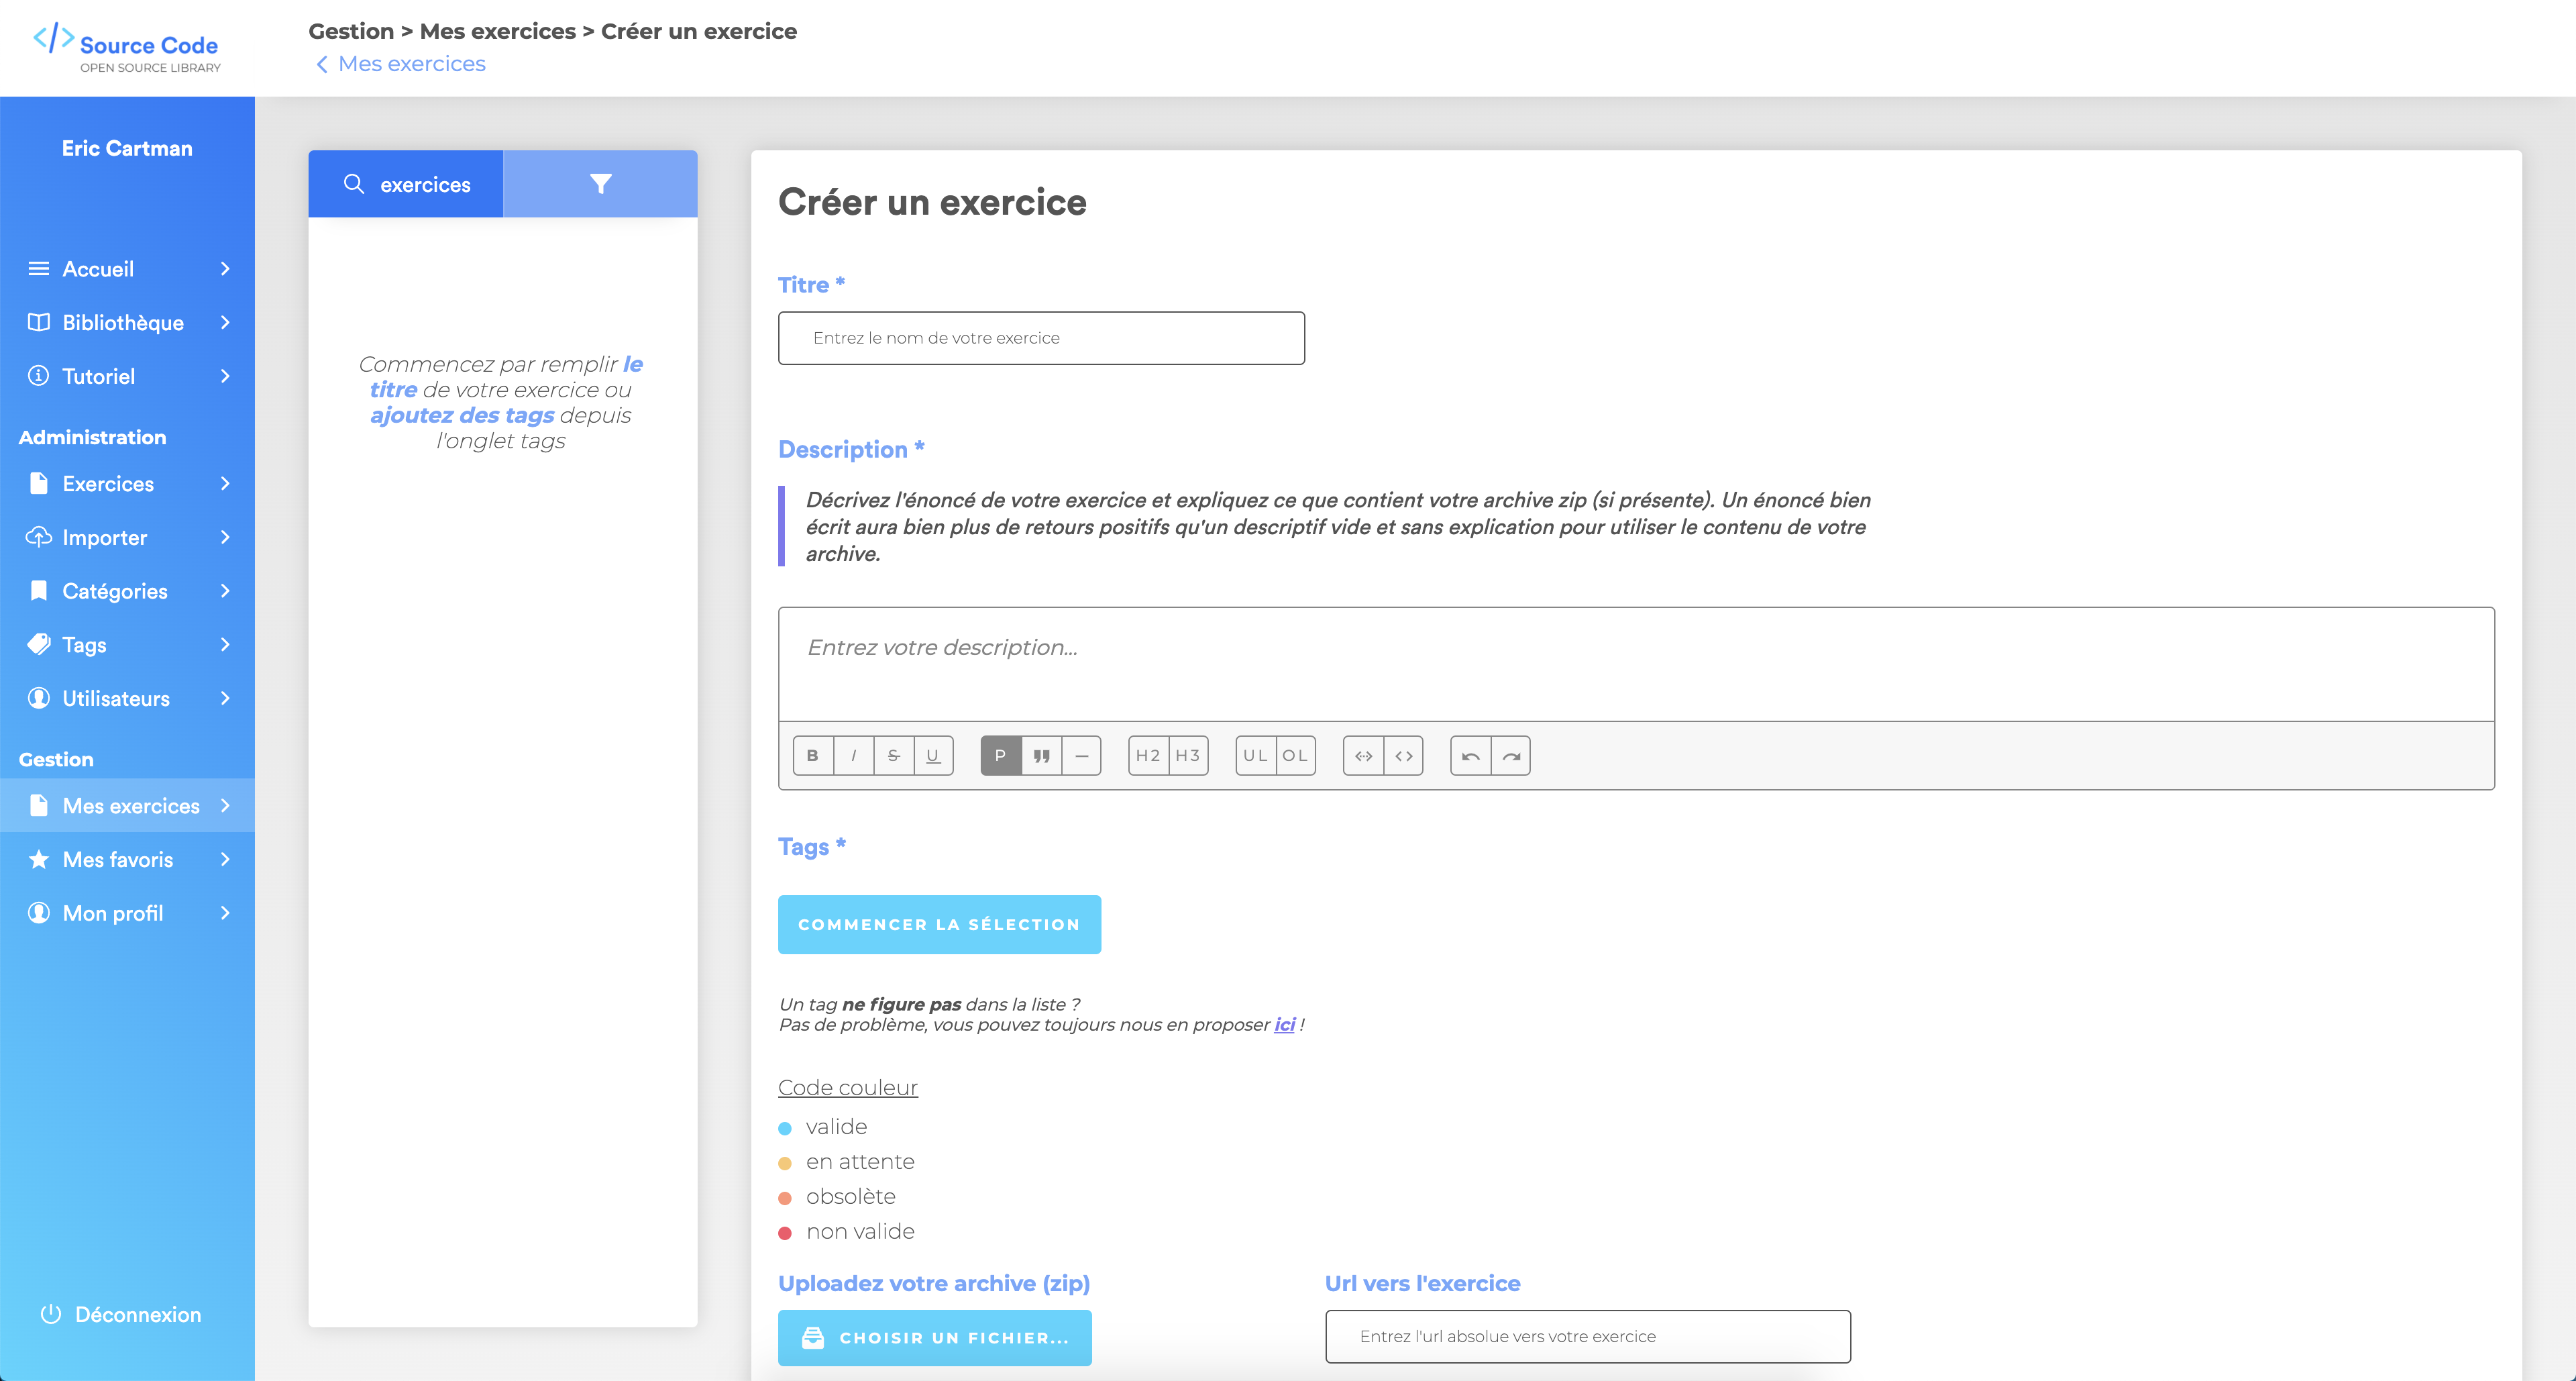 </> Source Code
OPEN SOURCE LIBRARY
Gestion > Mes exercices > Créer un exercice
Mes exercices
Eric Cartman
Accueil
Bibliothèque
Tutoriel
Administration
Exercices
Importer
Catégories
Tags
Utilisateurs
Gestion
Mes exercices
Mes favoris
Mon profil
Déconnexion
exercices
Commencez par remplir le
titre de votre exercice ou
ajoutez des tags depuis
l'onglet tags
Créer un exercice
Titre *
Entrez le nom de votre exercice
Description *
Décrivez l'énoncé de votre exercice et expliquez ce que contient votre archive zip (si présente). Un énoncé bien
écrit aura bien plus de retours positifs qu'un descriptif vide et sans explication pour utiliser le contenu de votre
archive.
Entrez votre description...
B I S U P H2 H3 UL OL
Tags *
COMMENCER LA SÉLECTION
Un tag ne figure pas dans la liste ?
Pas de problème, vous pouvez toujours nous en proposer ici !
Code couleur
valide
en attente
obsolète
non valide
Uploadez votre archive (zip)
CHOISIR UN FICHIER...
Url vers l'exercice
Entrez l'url absolue vers votre exercice